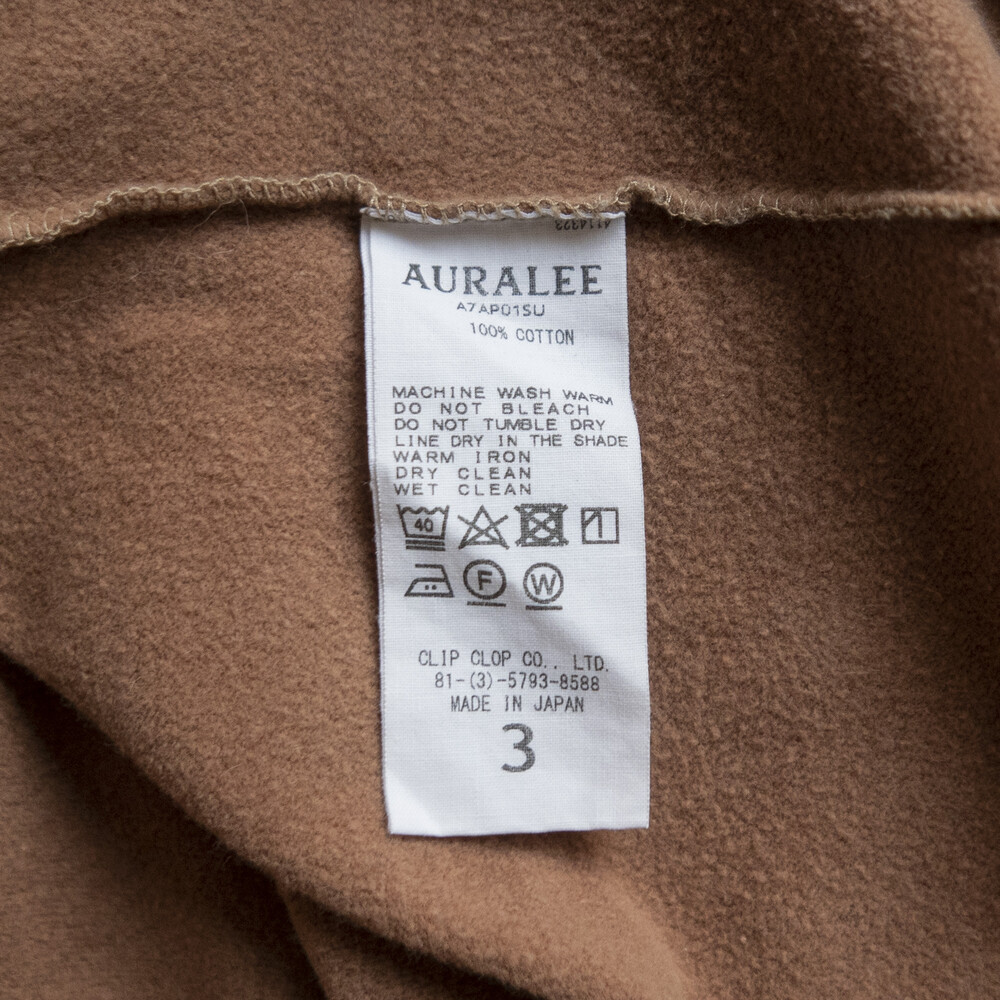 4114323
AURALEE
A7AP01SU
100% COTTON
MACHINE WASH WARM
DO NOT BLEACH
DO NOT TUMBLE DRY
LINE DRY IN THE SHADE
WARM IRON
DRY CLEAN
WET CLEAN
40
F W
CLIP CLOP CO., LTD.
81-(3)-5793-8588
MADE IN JAPAN
3